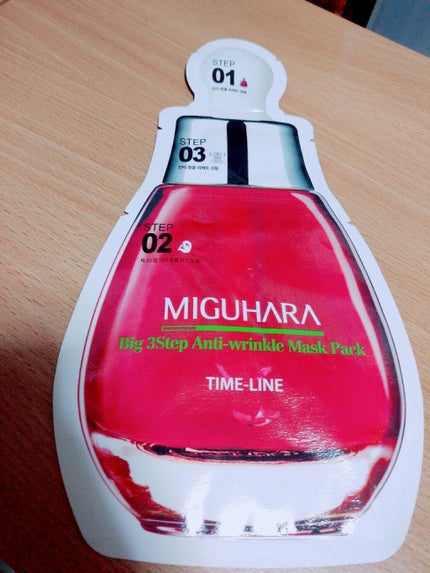 STEP
01
STEP
03
STEP
02
MIGUHARA
Big 3Step Anti-wrinkle Mask Pack
TIME-LINE